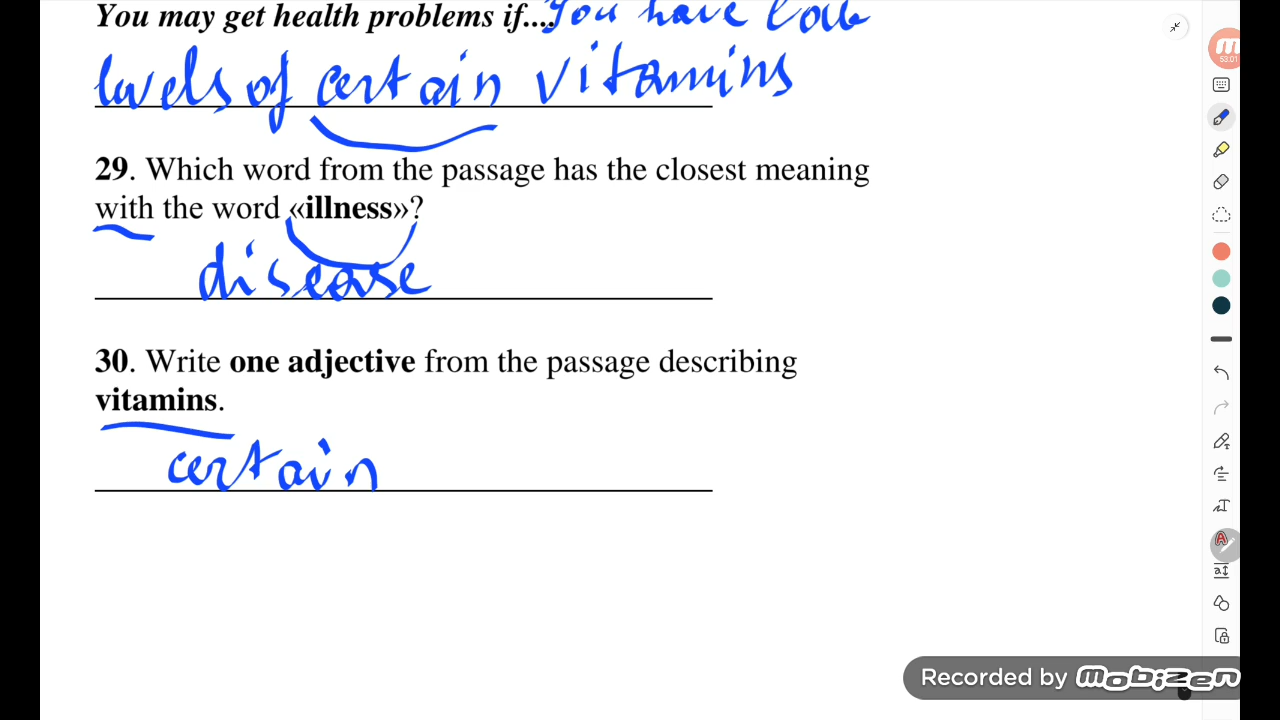 You may get health problems if.... You have low
levels of certain vitamins
29. Which word from the passage has the closest meaning
with the word «illness»?
disease
30. Write one adjective from the passage describing
vitamins.
certain
Recorded by mobizen
53:01